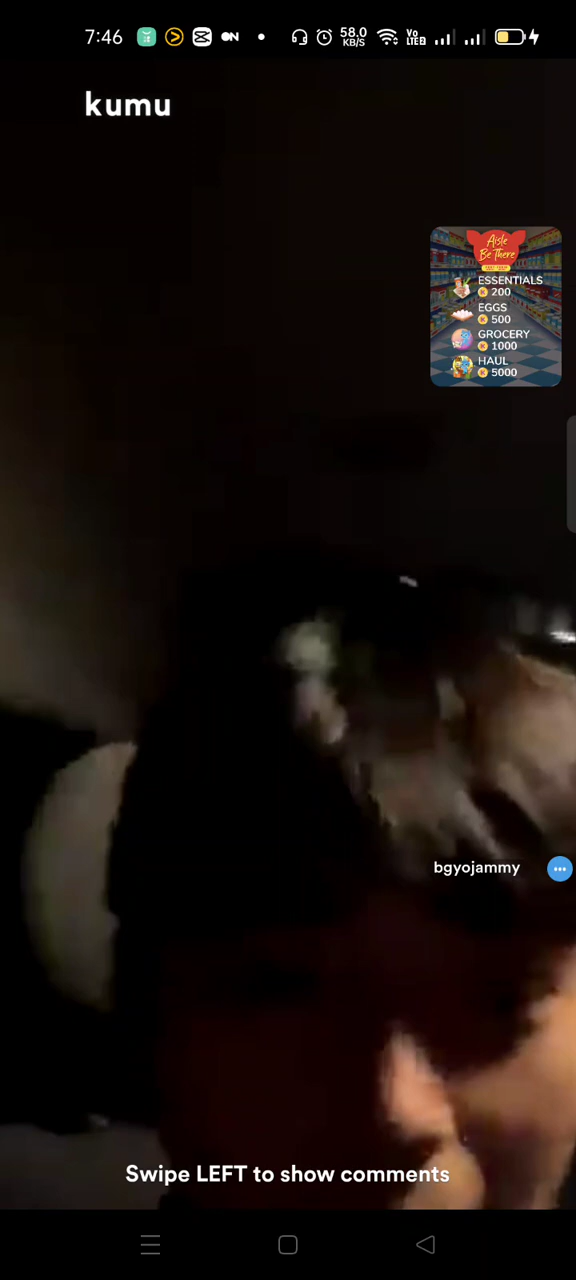 7:46
ON
58.0
KB/S
Vo
LTE2
kumu
Aisle
Be There
ESSENTIALS
200
EGGS
500
GROCERY
1000
HAUL
5000
bgyojammy
Swipe LEFT to show comments